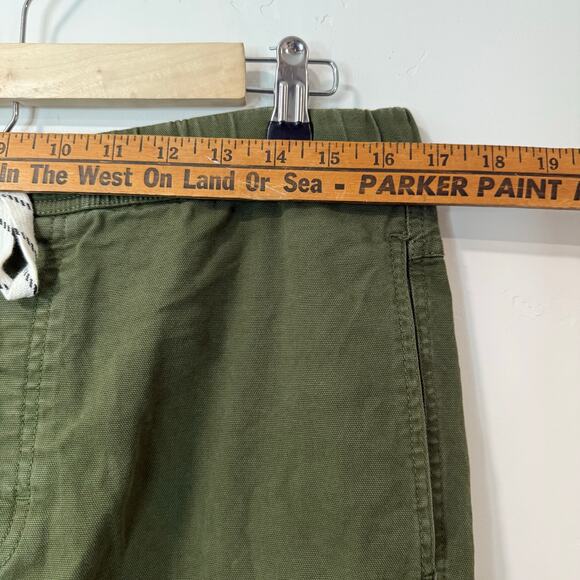 9 10 11 12 13 14 15 16 17 18 19
In The West On Land Or Sea - PARKER PAINT